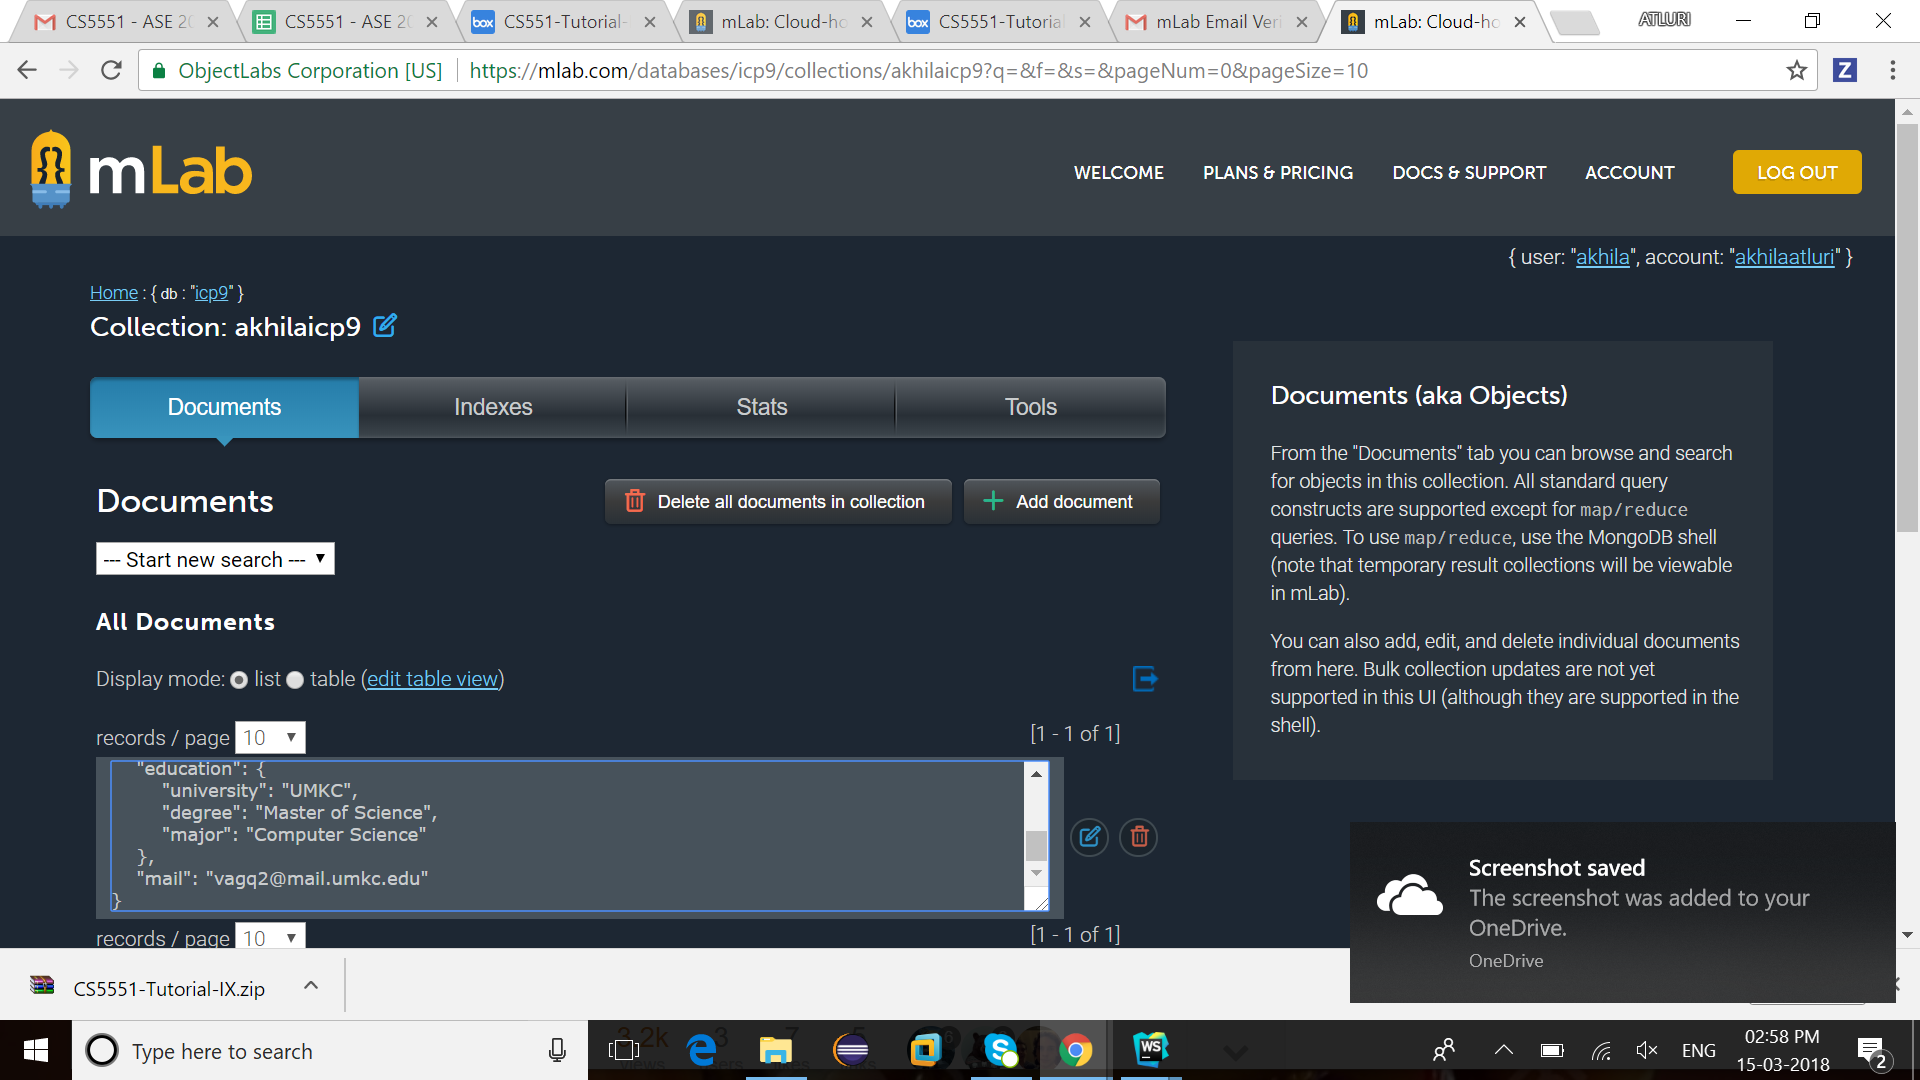 CS5551 - ASE 20
CS5551 - ASE 20
box CS5551-Tutorial-
mLab: Cloud-ho
box CS5551-Tutorial
mLab Email Veri
mLab: Cloud-ho
ATLURI
ObjectLabs Corporation [US]
https://mlab.com/databases/icp9/collections/akhilaicp9?q=&f=&s=&pageNum=0&pageSize=10
Z
mLab
WELCOME
PLANS & PRICING
DOCS & SUPPORT
ACCOUNT
LOG OUT
{ user: "akhila", account: "akhilaatluri" }
Home : { db : "icp9" }
Collection: akhilaicp9
Documents
Indexes
Stats
Tools
Documents
Delete all documents in collection
Add document
--- Start new search ---
All Documents
Display mode: list table (edit table view)
records / page 10
[1 - 1 of 1]
"education": {
"university": "UMKC",
"degree": "Master of Science",
"major": "Computer Science"
},
"mail": "vagq2@mail.umkc.edu"
}
records / page 10
[1 - 1 of 1]
Documents (aka Objects)
From the "Documents" tab you can browse and search
for objects in this collection. All standard query
constructs are supported except for map/reduce
queries. To use map/reduce, use the MongoDB shell
(note that temporary result collections will be viewable
in mLab).
You can also add, edit, and delete individual documents
from here. Bulk collection updates are not yet
supported in this UI (although they are supported in the
shell).
Screenshot saved
The screenshot was added to your
OneDrive.
OneDrive
CS5551-Tutorial-IX.zip
Type here to search
WS
ENG
02:58 PM
15-03-2018
2